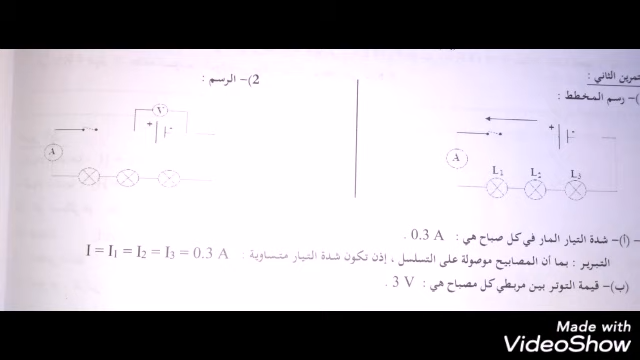 التمرين الثاني :
1)- رسم المخطط :
+ -
A
L₁ L₂ L₃
2)- الرسم :
V
+ -
A
(أ)- شدة التيار المار في كل صباح هي : 0.3 A .
التبرير : بما أن المصابيح موصولة على التسلسل ، إذن تكون شدة التيار متساوية : I = I₁ = I₂ = I₃ = 0.3 A
(ب)- قيمة التوتر بين مربطي كل مصباح هي : 3 V .
Made with
VideoShow